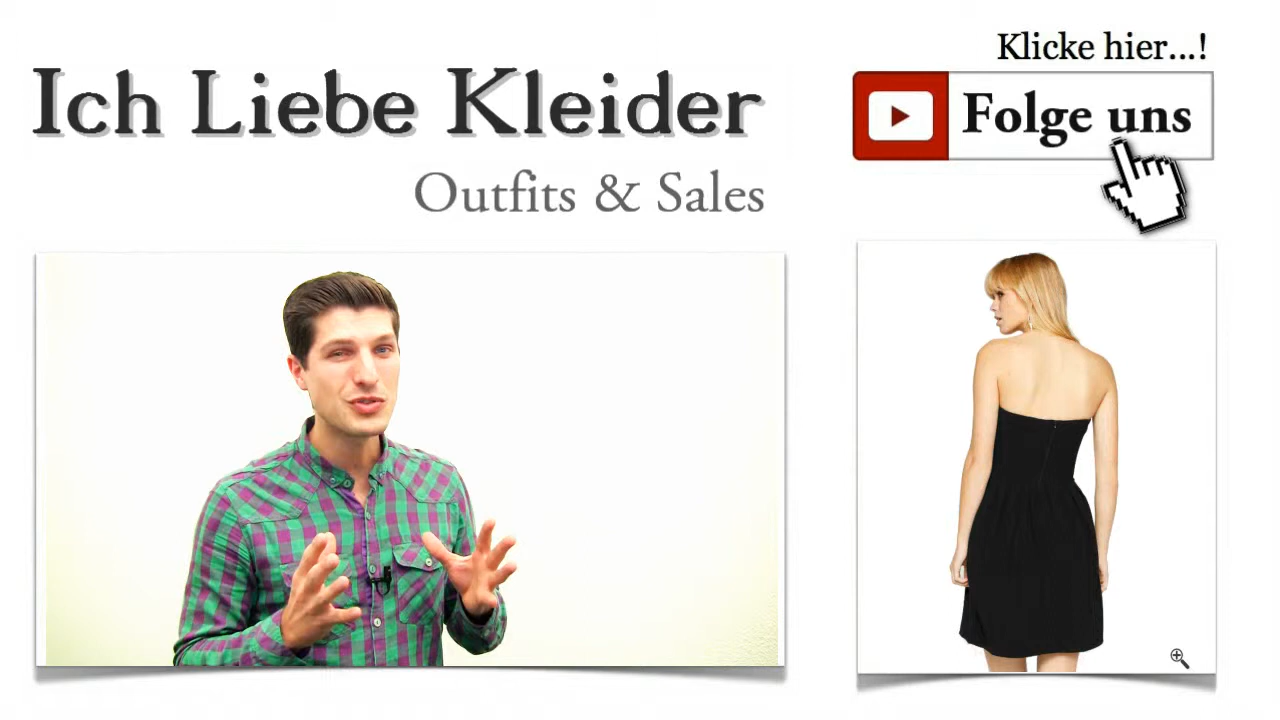 Ich Liebe Kleider
Outfits & Sales
Klicke hier...!
Folge uns